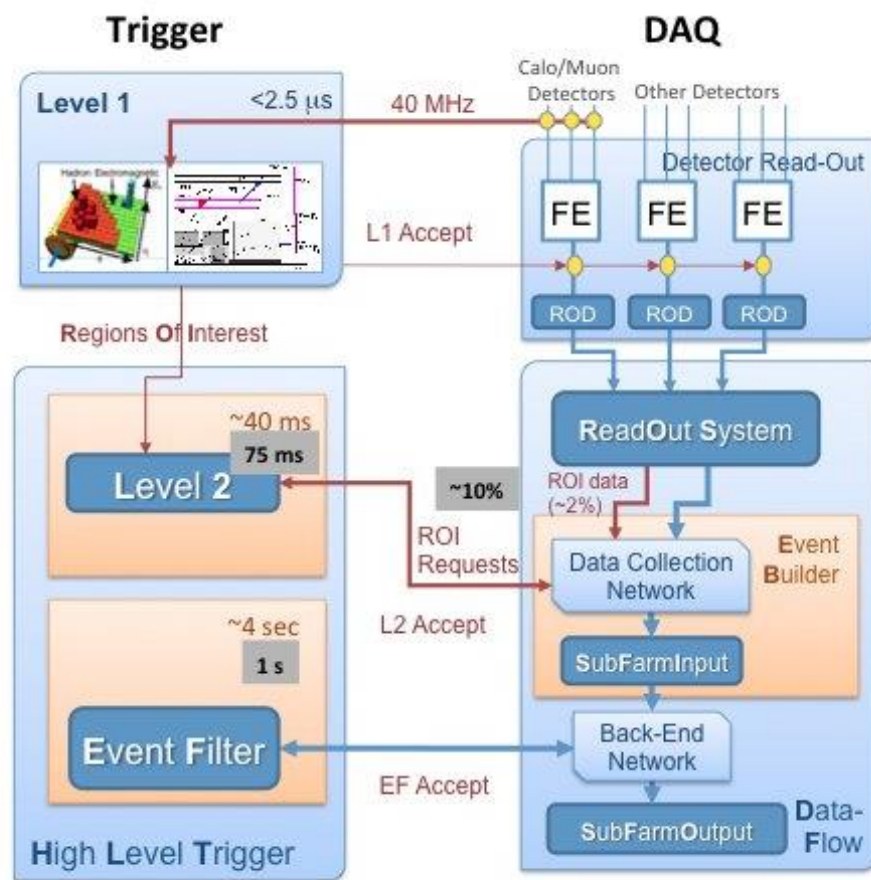 Trigger
DAQ
Level 1
<2.5 μs
40 MHz
Calo/Muon
Detectors
Other Detectors
Hadron Electromagnetic
Detector Read-Out
FE
FE
FE
L1 Accept
ROD
ROD
ROD
Regions Of Interest
~40 ms
75 ms
Level 2
ReadOut System
~10%
ROI data
(~2%)
ROI
Requests
Data Collection
Network
Event
Builder
L2 Accept
~4 sec
1 s
SubFarmInput
Event Filter
Back-End
Network
EF Accept
SubFarmOutput
High Level Trigger
Data-
Flow